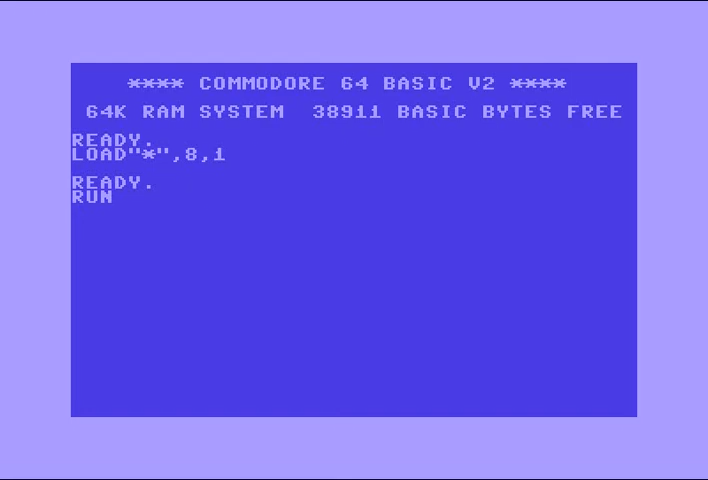 **** COMMODORE 64 BASIC V2 ****
64K RAM SYSTEM  38911 BASIC BYTES FREE
READY.
LOAD"*",8,1
READY.
RUN